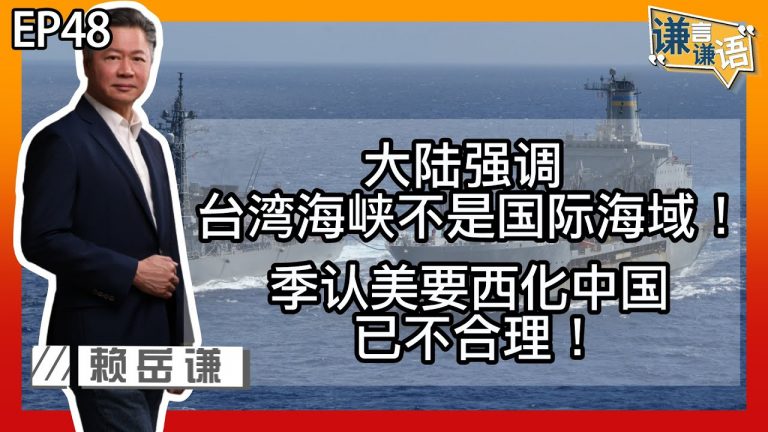 EP48
谦言谦语
大陆强调
台湾海峡不是国际海域！
季认美要西化中国
已不合理！
赖岳谦